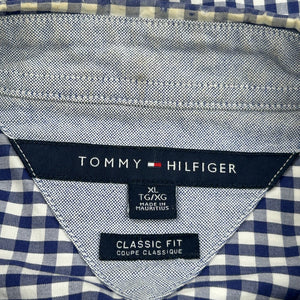 TOMMY HILFIGER
XL
TG/XG
MADE IN
MAURITIUS
CLASSIC FIT
COUPE CLASSIQUE